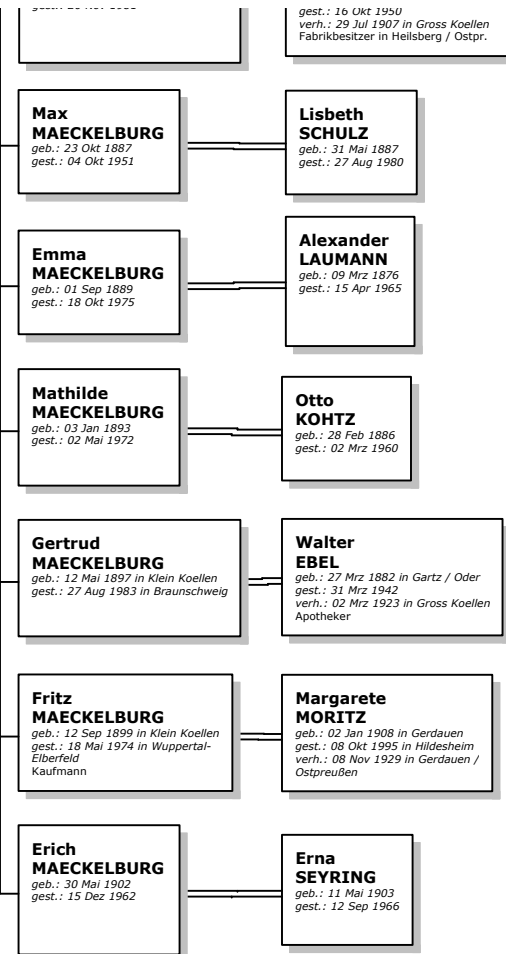 gest.: 16 Okt 1950
verh.: 29 Jul 1907 in Gross Koellen
Fabrikbesitzer in Heilsberg / Ostpr.
Max
MAECKELBURG
geb.: 23 Okt 1887
gest.: 04 Okt 1951
Lisbeth
SCHULZ
geb.: 31 Mai 1887
gest.: 27 Aug 1980
Emma
MAECKELBURG
geb.: 01 Sep 1889
gest.: 18 Okt 1975
Alexander
LAUMANN
geb.: 09 Mrz 1876
gest.: 15 Apr 1965
Mathilde
MAECKELBURG
geb.: 03 Jan 1893
gest.: 02 Mai 1972
Otto
KOHTZ
geb.: 28 Feb 1886
gest.: 02 Mrz 1960
Gertrud
MAECKELBURG
geb.: 12 Mai 1897 in Klein Koellen
gest.: 27 Aug 1983 in Braunschweig
Walter
EBEL
geb.: 27 Mrz 1882 in Gartz / Oder
gest.: 31 Mrz 1942
verh.: 02 Mrz 1923 in Gross Koellen
Apotheker
Fritz
MAECKELBURG
geb.: 12 Sep 1899 in Klein Koellen
gest.: 18 Mai 1974 in Wuppertal-
Elberfeld
Kaufmann
Margarete
MORITZ
geb.: 02 Jan 1908 in Gerdauen
gest.: 08 Okt 1995 in Hildesheim
verh.: 08 Nov 1929 in Gerdauen /
Ostpreußen
Erich
MAECKELBURG
geb.: 30 Mai 1902
gest.: 15 Dez 1962
Erna
SEYRING
geb.: 11 Mai 1903
gest.: 12 Sep 1966